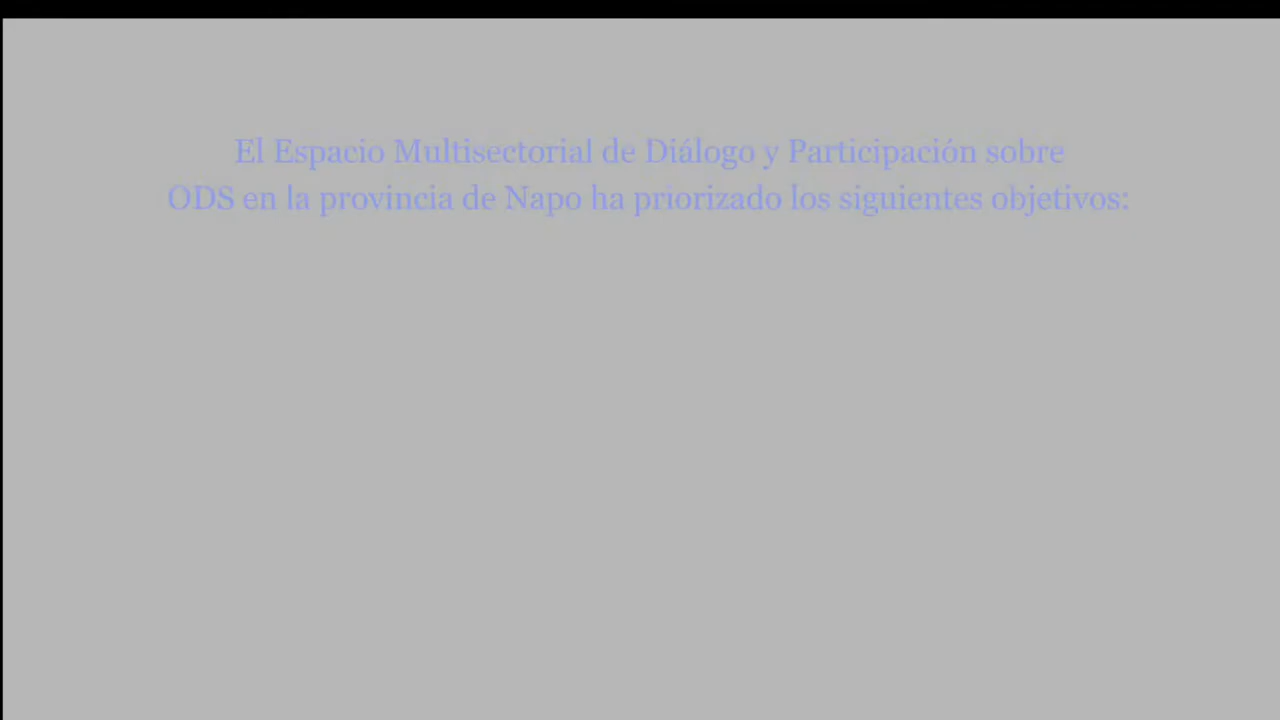 El Espacio Multisectorial de Diálogo y Participación sobre
ODS en la provincia de Napo ha priorizado los siguientes objetivos: